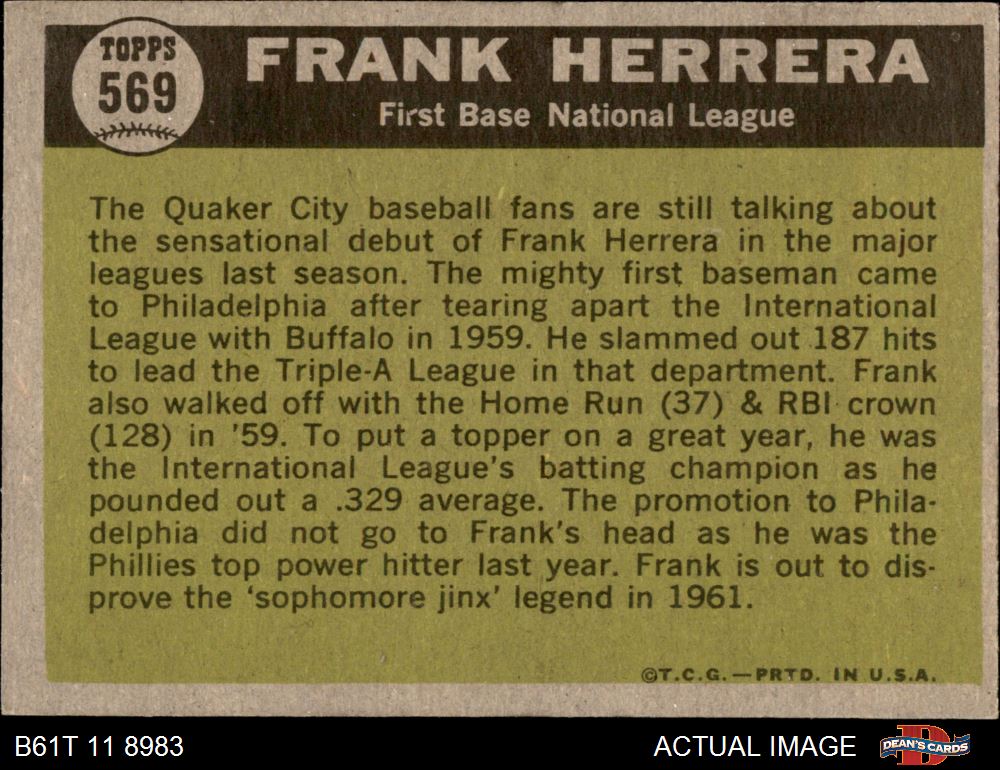 TOPPS
569
FRANK HERRERA
First Base National League
The Quaker City baseball fans are still talking about
the sensational debut of Frank Herrera in the major
leagues last season. The mighty first baseman came
to Philadelphia after tearing apart the International
League with Buffalo in 1959. He slammed out 187 hits
to lead the Triple-A League in that department. Frank
also walked off with the Home Run (37) & RBI crown
(128) in '59. To put a topper on a great year, he was
the International League's batting champion as he
pounded out a .329 average. The promotion to Phila-
delphia did not go to Frank's head as he was the
Phillies top power hitter last year. Frank is out to dis-
prove the 'sophomore jinx' legend in 1961.
©T.C.G.—PRTD. IN U.S.A.
B61T 11 8983
ACTUAL IMAGE
D
DEAN'S CARDS